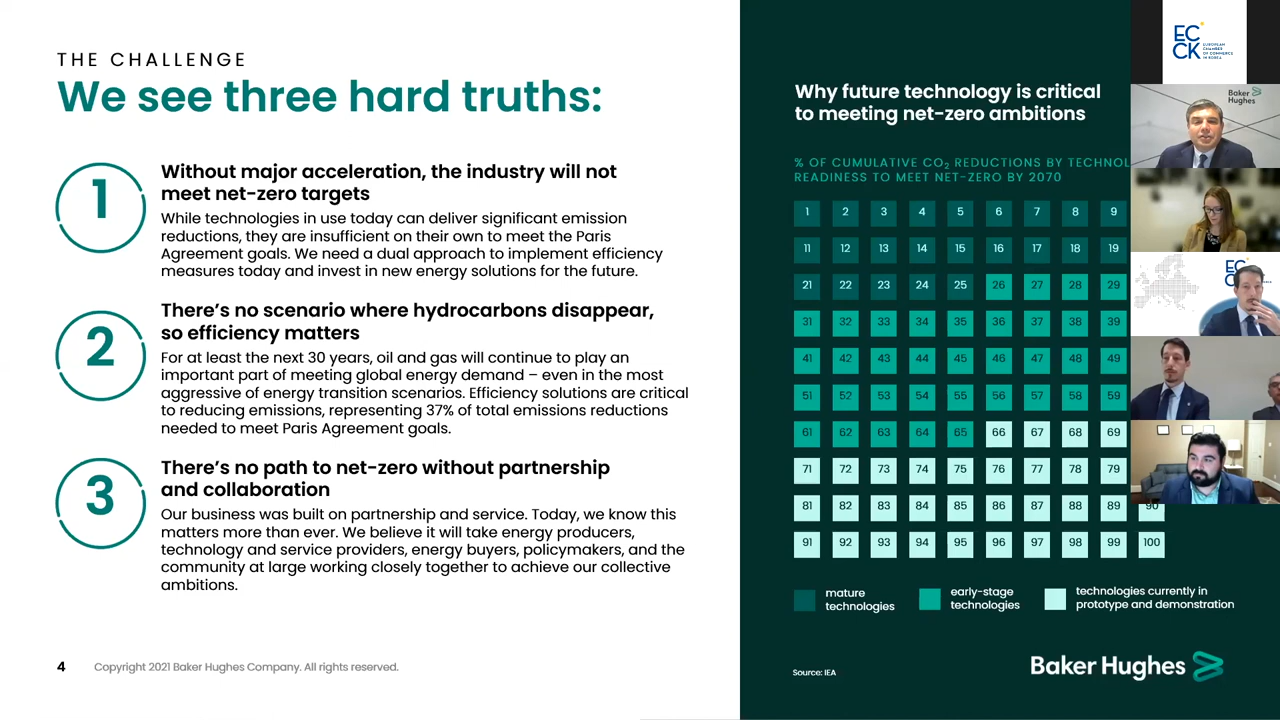 THE CHALLENGE
We see three hard truths:
1
Without major acceleration, the industry will not
meet net-zero targets
While technologies in use today can deliver significant emission
reductions, they are insufficient on their own to meet the Paris
Agreement goals. We need a dual approach to implement efficiency
measures today and invest in new energy solutions for the future.
2
There's no scenario where hydrocarbons disappear,
so efficiency matters
For at least the next 30 years, oil and gas will continue to play an
important part of meeting global energy demand – even in the most
aggressive of energy transition scenarios. Efficiency solutions are critical
to reducing emissions, representing 37% of total emissions reductions
needed to meet Paris Agreement goals.
3
There's no path to net-zero without partnership
and collaboration
Our business was built on partnership and service. Today, we know this
matters more than ever. We believe it will take energy producers,
technology and service providers, energy buyers, policymakers, and the
community at large working closely together to achieve our collective
ambitions.
4 Copyright 2021 Baker Hughes Company. All rights reserved.
Why future technology is critical
to meeting net-zero ambitions
% OF CUMULATIVE CO₂ REDUCTIONS BY TECHNOL
READINESS TO MEET NET-ZERO BY 2070
1 2 3 4 5 6 7 8 9
11 12 13 14 15 16 17 18 19
21 22 23 24 25 26 27 28 29
31 32 33 34 35 36 37 38 39
41 42 43 44 45 46 47 48 49
51 52 53 54 55 56 57 58 59
61 62 63 64 65 66 67 68 69
71 72 73 74 75 76 77 78 79
81 82 83 84 85 86 87 88 89 90
91 92 93 94 95 96 97 98 99 100
mature
technologies
early-stage
technologies
technologies currently in
prototype and demonstration
Source: IEA
Baker Hughes
EC
CK
EUROPEAN
CHAMBER
OF COMMERCE
IN KOREA
Baker
Hughes
EC